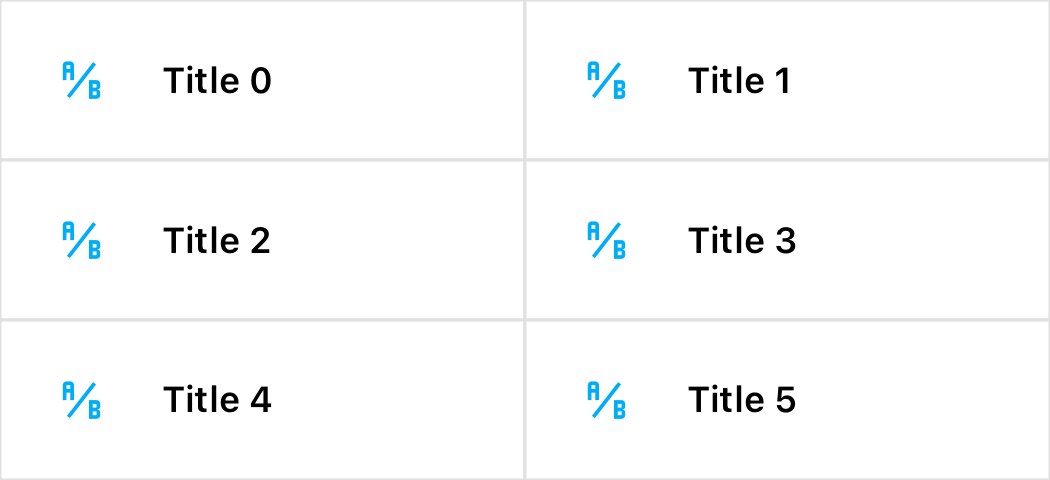 A/B Title 0
A/B Title 1
A/B Title 2
A/B Title 3
A/B Title 4
A/B Title 5